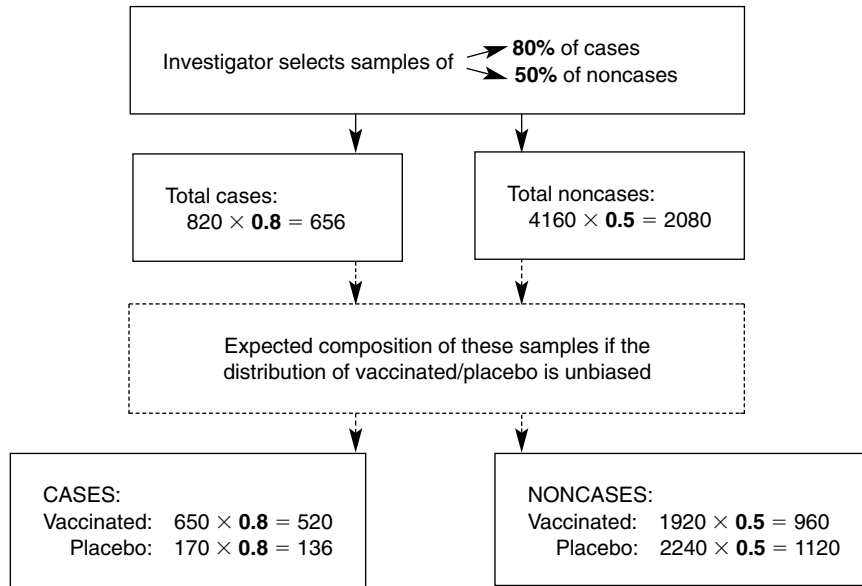 Investigator selects samples of
80% of cases
50% of noncases
Total cases:
820 × 0.8 = 656
Total noncases:
4160 × 0.5 = 2080
Expected composition of these samples if the
distribution of vaccinated/placebo is unbiased
CASES:
Vaccinated: 650 × 0.8 = 520
Placebo: 170 × 0.8 = 136
NONCASES:
Vaccinated: 1920 × 0.5 = 960
Placebo: 2240 × 0.5 = 1120